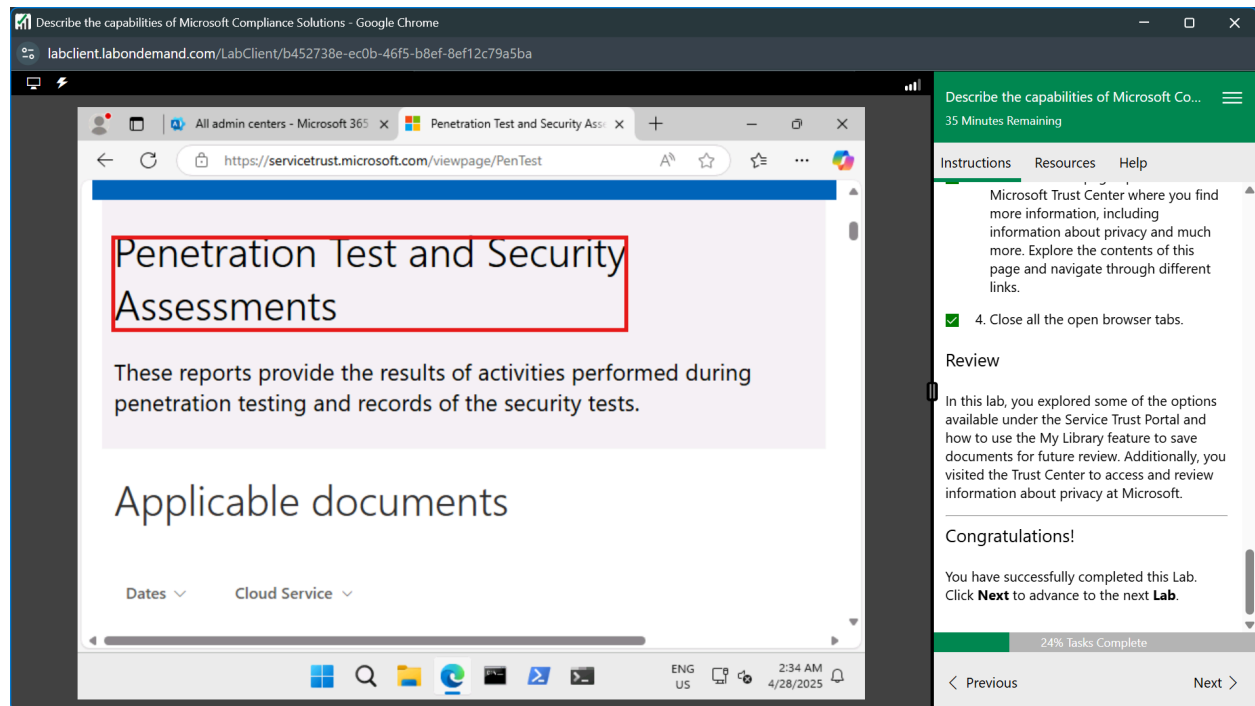 Describe the capabilities of Microsoft Compliance Solutions - Google Chrome
labclient.labondemand.com/LabClient/b452738e-ec0b-46f5-b8ef-8ef12c79a5ba
All admin centers - Microsoft 365
Penetration Test and Security Asse
https://servicetrust.microsoft.com/viewpage/PenTest
Penetration Test and Security
Assessments
These reports provide the results of activities performed during
penetration testing and records of the security tests.
Applicable documents
Dates
Cloud Service
ENG
US
2:34 AM
4/28/2025
Describe the capabilities of Microsoft Co...
35 Minutes Remaining
Instructions Resources Help
Microsoft Trust Center where you find
more information, including
information about privacy and much
more. Explore the contents of this
page and navigate through different
links.
4. Close all the open browser tabs.
Review
In this lab, you explored some of the options
available under the Service Trust Portal and
how to use the My Library feature to save
documents for future review. Additionally, you
visited the Trust Center to access and review
information about privacy at Microsoft.
Congratulations!
You have successfully completed this Lab.
Click Next to advance to the next Lab.
24% Tasks Complete
Previous
Next